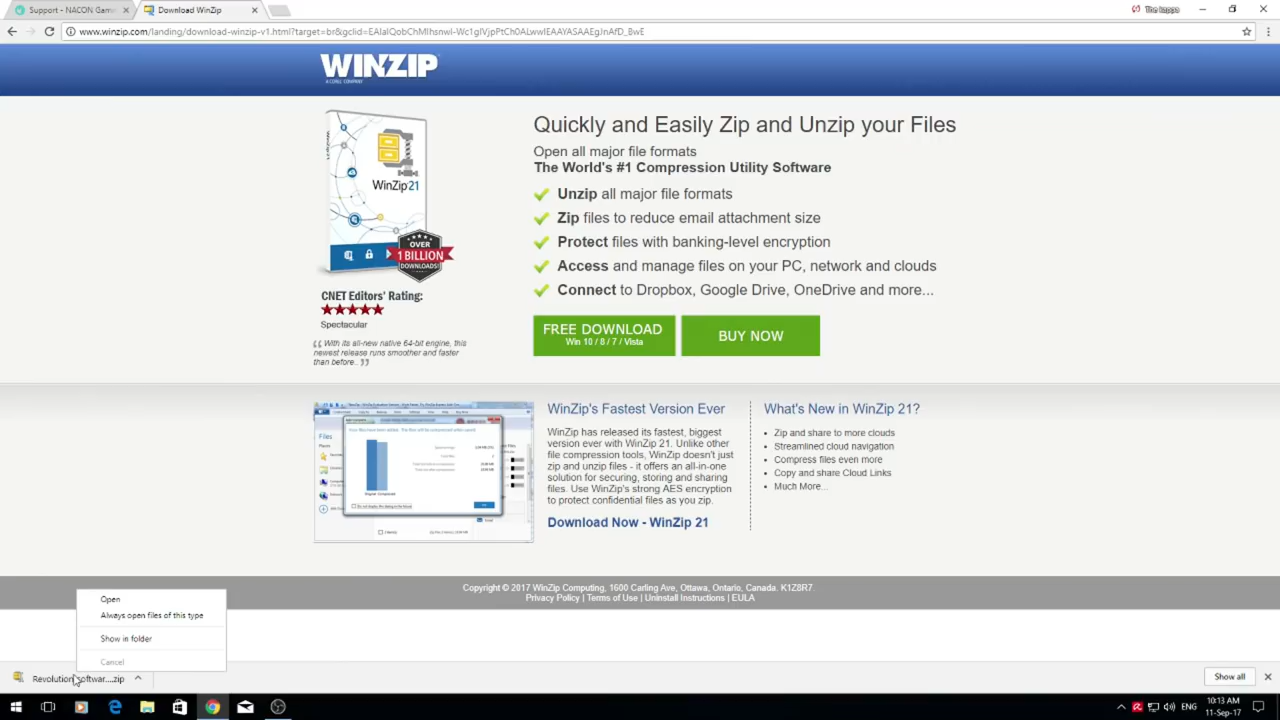 Support - NACON Gam
Download WinZip
The kapps
www.winzip.com/landing/download-winzip-v1.html?target=br&gclid=EAIaIQobChMIhsnwl-Wc1gIVjpPtCh0ALwwIEAAYASAAEgJnAfD_BwE
WINZIP
A COREL COMPANY
WinZip 21
OVER
1 BILLION
DOWNLOADS!
CNET Editors' Rating:
Spectacular
With its all-new native 64-bit engine, this
newest release runs smoother and faster
than before..
Quickly and Easily Zip and Unzip your Files
Open all major file formats
The World's #1 Compression Utility Software
Unzip all major file formats
Zip files to reduce email attachment size
Protect files with banking-level encryption
Access and manage files on your PC, network and clouds
Connect to Dropbox, Google Drive, OneDrive and more...
FREE DOWNLOAD
Win 10 / 8 / 7 / Vista
BUY NOW
Files
WinZip's Fastest Version Ever
WinZip has released its fastest, biggest
version ever with WinZip 21. Unlike other
file compression tools, WinZip doesn't just
zip and unzip files - it offers an all-in-one
solution for securing, storing and sharing
files. Use WinZip's strong AES encryption
to protect confidential files as you zip.
Download Now - WinZip 21
What's New in WinZip 21?
Zip and share to more clouds
Streamlined cloud navigation
Compress files even more
Copy and share Cloud Links
Much More...
Copyright © 2017 WinZip Computing, 1600 Carling Ave, Ottawa, Ontario, Canada. K1Z8R7.
Privacy Policy | Terms of Use | Uninstall Instructions | EULA
Open
Always open files of this type
Show in folder
Cancel
Revolution softwar....zip
Show all
ENG
10:13 AM
11-Sep-17